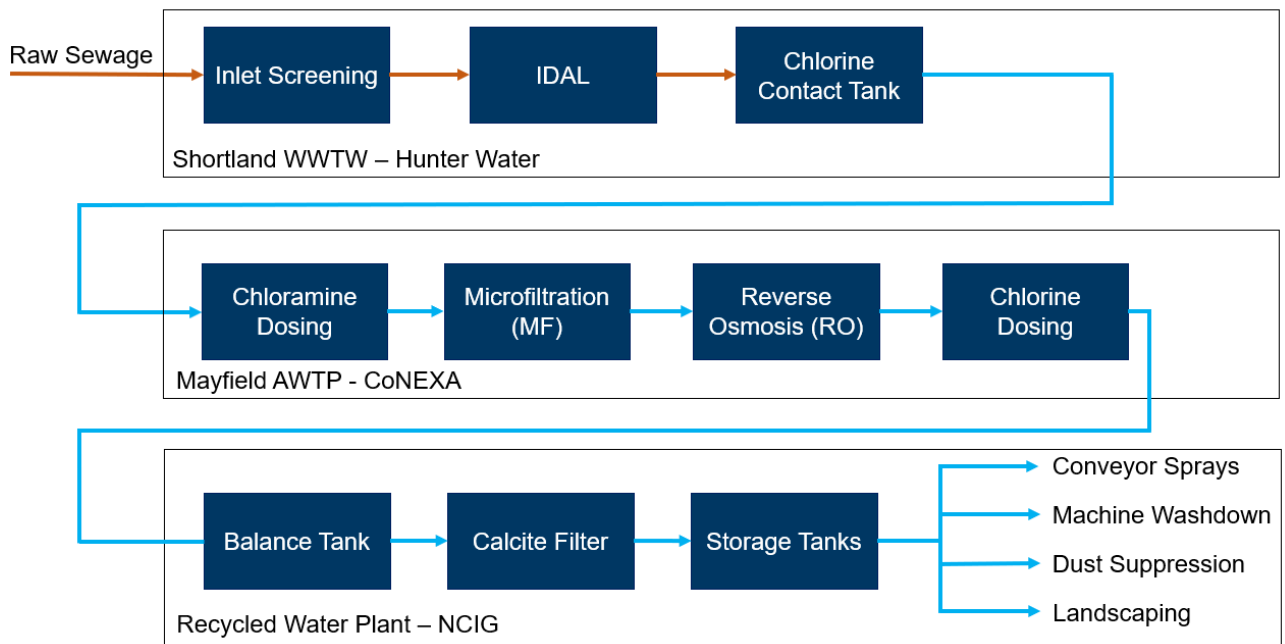 Raw Sewage
Inlet Screening
IDAL
Chlorine
Contact Tank
Shortland WWTW – Hunter Water
Chloramine
Dosing
Microfiltration
(MF)
Reverse
Osmosis (RO)
Chlorine
Dosing
Mayfield AWTP - CoNEXA
Balance Tank
Calcite Filter
Storage Tanks
Conveyor Sprays
Machine Washdown
Dust Suppression
Landscaping
Recycled Water Plant – NCIG